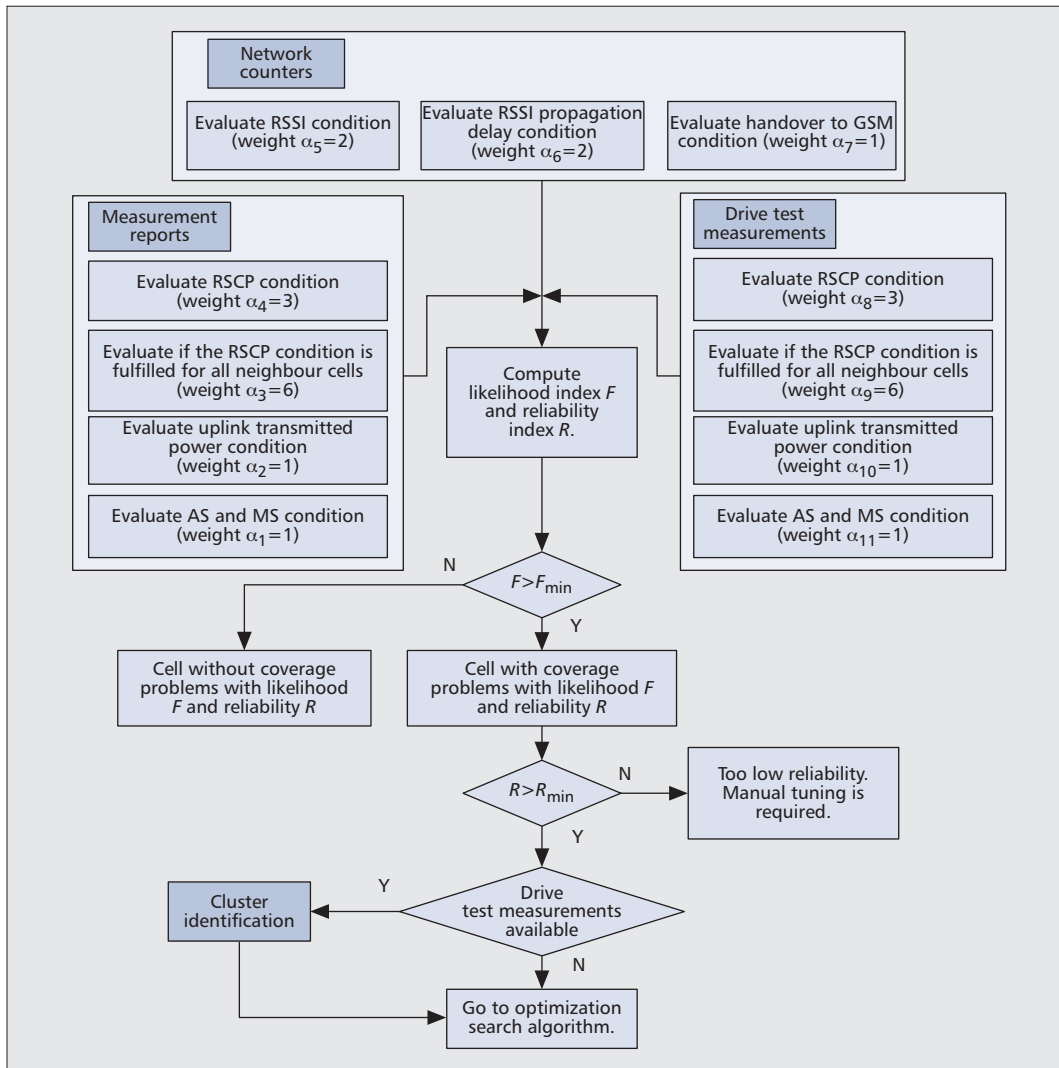 Network
counters
Evaluate RSSI condition
(weight α5=2)
Evaluate RSSI propagation
delay condition
(weight α6=2)
Evaluate handover to GSM
condition (weight α7=1)
Measurement
reports
Evaluate RSCP condition
(weight α4=3)
Evaluate if the RSCP condition is
fulfilled for all neighbour cells
(weight α3=6)
Evaluate uplink transmitted
power condition
(weight α2=1)
Evaluate AS and MS condition
(weight α1=1)
Drive test
measurements
Evaluate RSCP condition
(weight α8=3)
Evaluate if the RSCP condition is
fulfilled for all neighbour cells
(weight α9=6)
Evaluate uplink transmitted
power condition
(weight α10=1)
Evaluate AS and MS condition
(weight α11=1)
Compute
likelihood index F
and reliability
index R.
F>Fmin
N
Y
Cell without coverage
problems with likelihood
F and reliability R
Cell with coverage
problems with likelihood F
and reliability R
R>Rmin
N
Too low reliability.
Manual tuning is
required.
Y
Drive
test measurements
available
Y
Cluster
identification
N
Go to optimization
search algorithm.